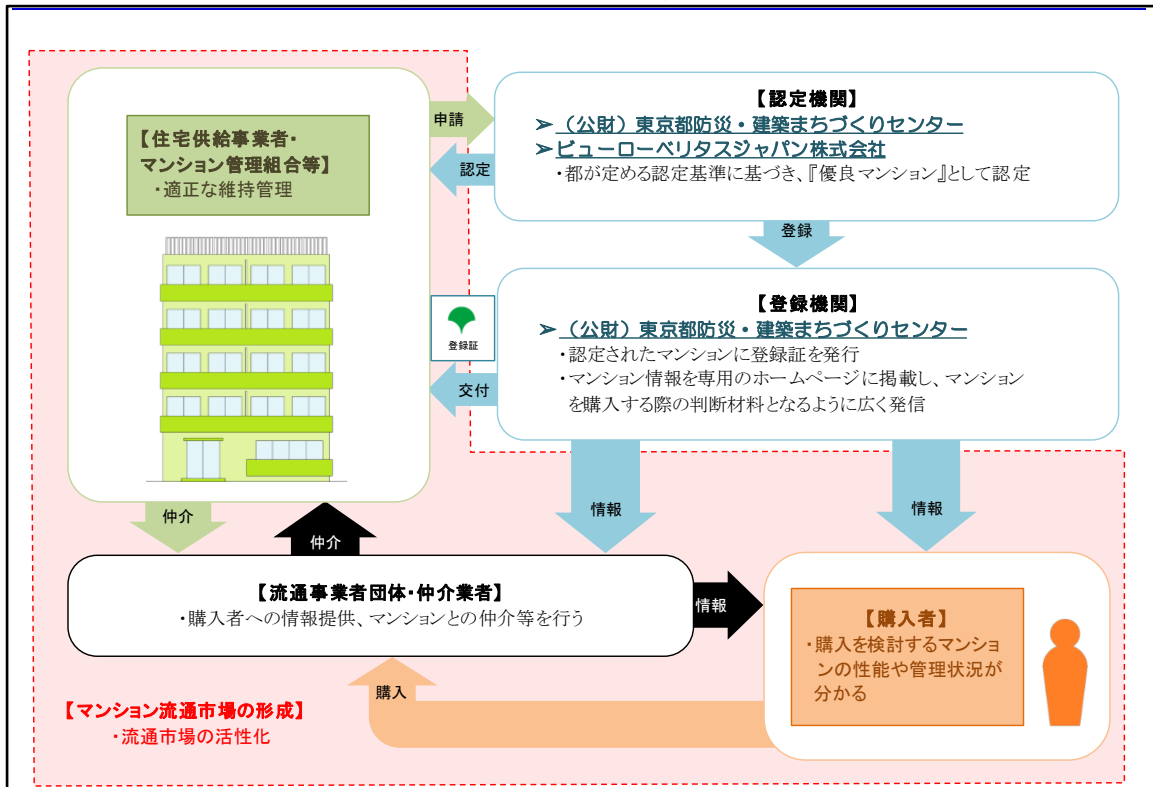 【住宅供給事業者・
マンション管理組合等】
・適正な維持管理
申請
認定
【認定機関】
➢ （公財）東京都防災・建築まちづくりセンター
➢ ビューローベリタスジャパン株式会社
・都が定める認定基準に基づき、『優良マンション』として認定
登録
【登録機関】
➢ （公財）東京都防災・建築まちづくりセンター
・認定されたマンションに登録証を発行
・マンション情報を専用のホームページに掲載し、マンション
を購入する際の判断材料となるように広く発信
登録証
交付
仲介
仲介
情報
情報
【流通事業者団体・仲介業者】
・購入者への情報提供、マンションとの仲介等を行う
情報
【購入者】
・購入を検討するマンショ
ンの性能や管理状況が
分かる
購入
【マンション流通市場の形成】
・流通市場の活性化